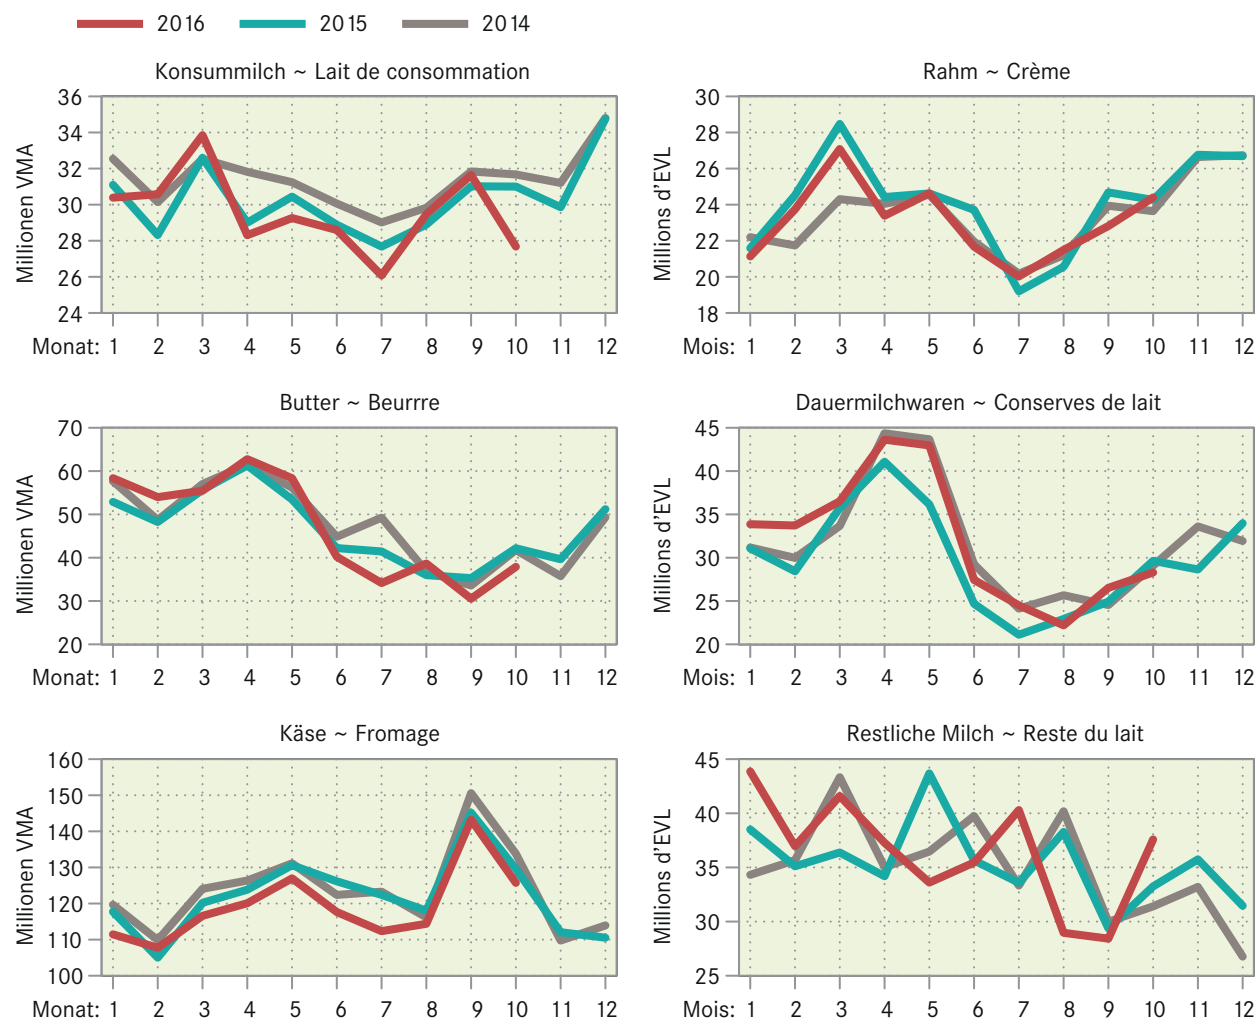 2016 2015 2014
Konsummilch ~ Lait de consommation
Millionen VMA
36
34
32
30
28
26
24
Monat: 1 2 3 4 5 6 7 8 9 10 11 12
Rahm ~ Crème
Millions d'EVL
30
28
26
24
22
20
18
Mois: 1 2 3 4 5 6 7 8 9 10 11 12
Butter ~ Beurrre
Millionen VMA
70
60
50
40
30
20
Monat: 1 2 3 4 5 6 7 8 9 10 11 12
Dauermilchwaren ~ Conserves de lait
Millions d'EVL
45
40
35
30
25
20
Mois: 1 2 3 4 5 6 7 8 9 10 11 12
Käse ~ Fromage
Millionen VMA
160
150
140
130
120
110
100
Monat: 1 2 3 4 5 6 7 8 9 10 11 12
Restliche Milch ~ Reste du lait
Millions d'EVL
45
40
35
30
25
Mois: 1 2 3 4 5 6 7 8 9 10 11 12